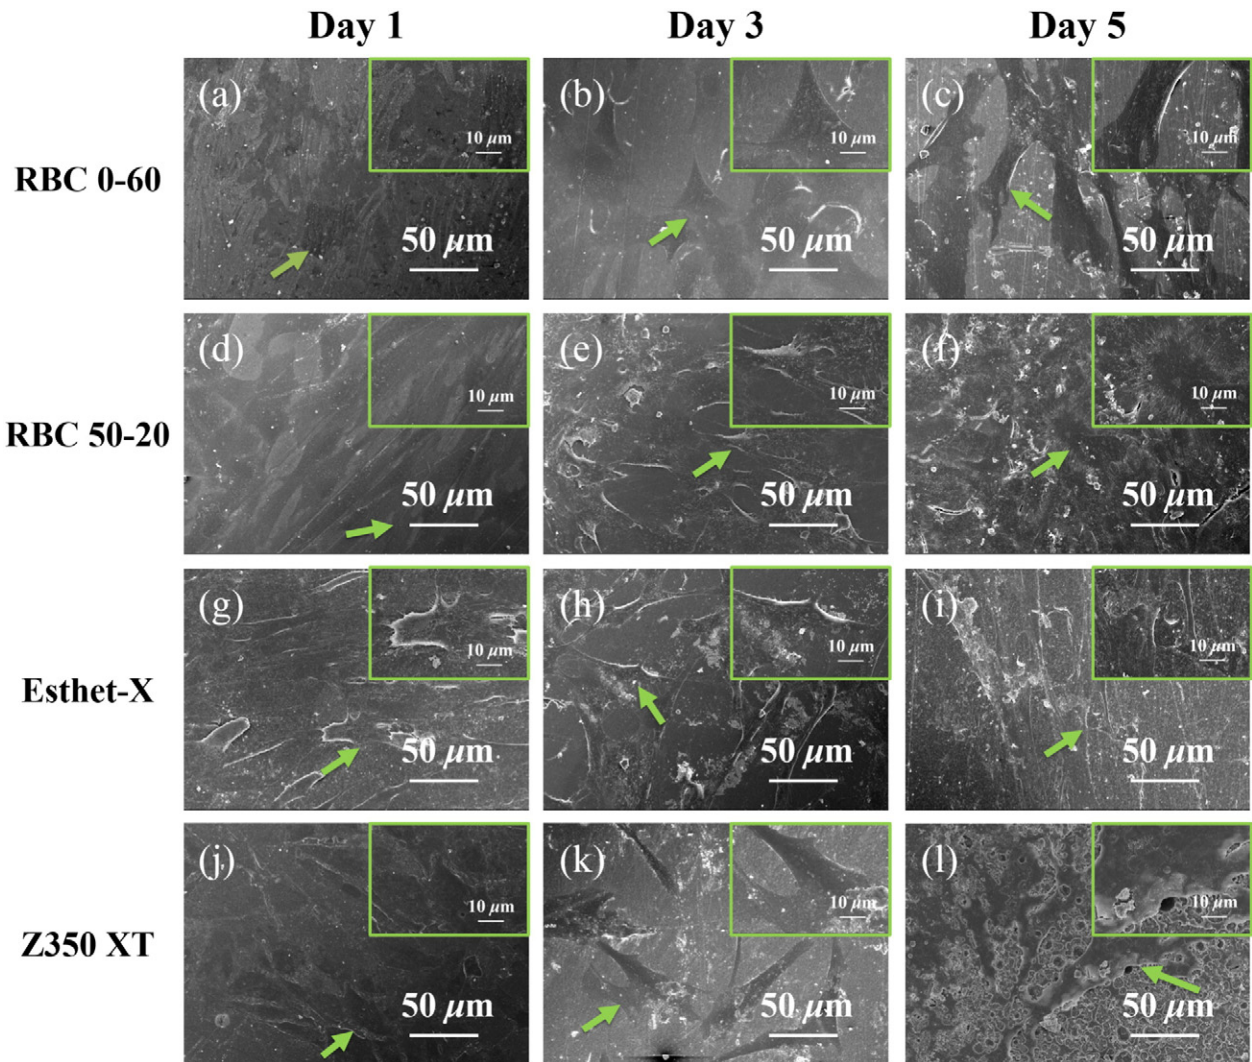 Day 1 Day 3 Day 5
RBC 0-60
(a) 10 µm 50 µm
(b) 10 µm 50 µm
(c) 10 µm 50 µm
RBC 50-20
(d) 10 µm 50 µm
(e) 10 µm 50 µm
(f) 10 µm 50 µm
Esthet-X
(g) 10 µm 50 µm
(h) 10 µm 50 µm
(i) 10 µm 50 µm
Z350 XT
(j) 10 µm 50 µm
(k) 10 µm 50 µm
(l) 10 µm 50 µm